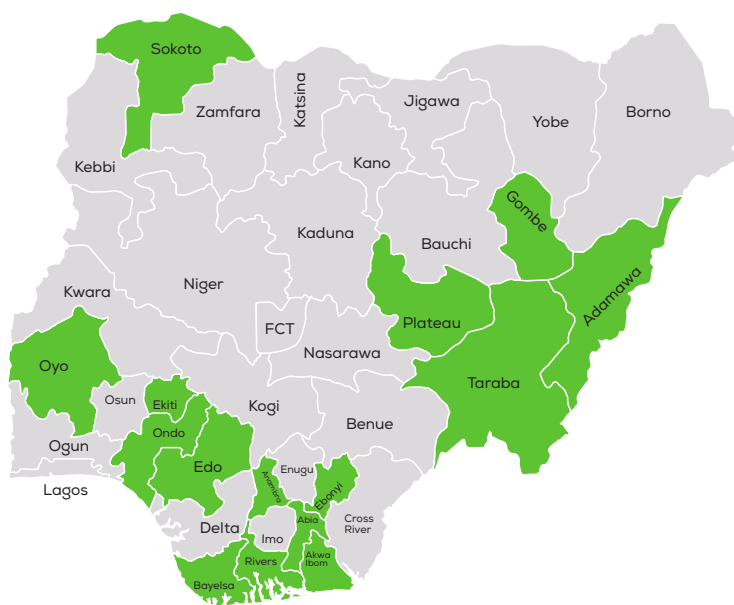 Sokoto
Katsina
Jigawa
Zamfara
Yobe
Borno
Kano
Kebbi
Gombe
Kaduna
Bauchi
Niger
Kwara
Adamawa
FCT
Plateau
Nasarawa
Oyo
Taraba
Osun
Ekiti
Kogi
Benue
Ondo
Ogun
Edo
Enugu
Anambra
Ebonyi
Lagos
Delta
Abia
Cross
River
Imo
Rivers
Akwa
Ibom
Bayelsa